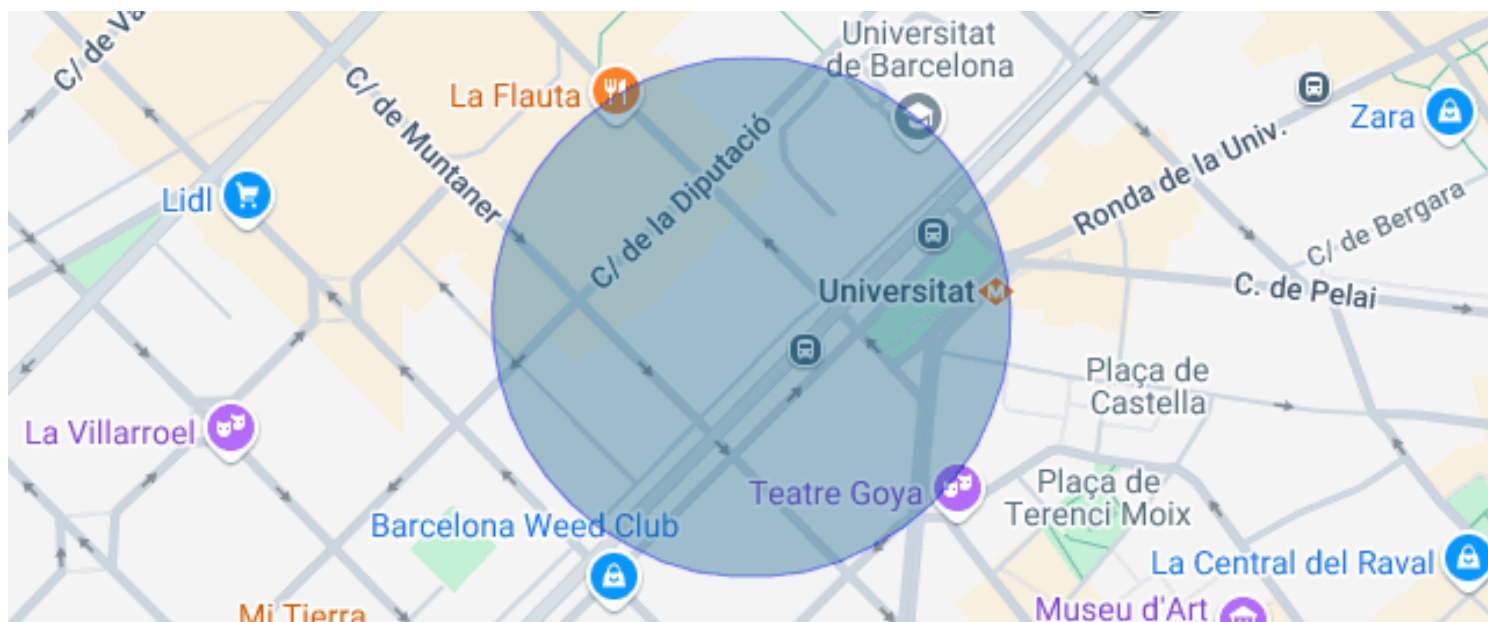 C/ de Va
C/ de Muntaner
La Flauta
Universitat
de Barcelona
Zara
Lidl
C/ de la Diputació
Ronda de la Univ.
C/ de Bergara
Universitat
C. de Pelai
Plaça de
Castella
La Villarroel
Teatre Goya
Plaça de
Terenci Moix
Barcelona Weed Club
La Central del Raval
Mi Tierra
Museu d'Art